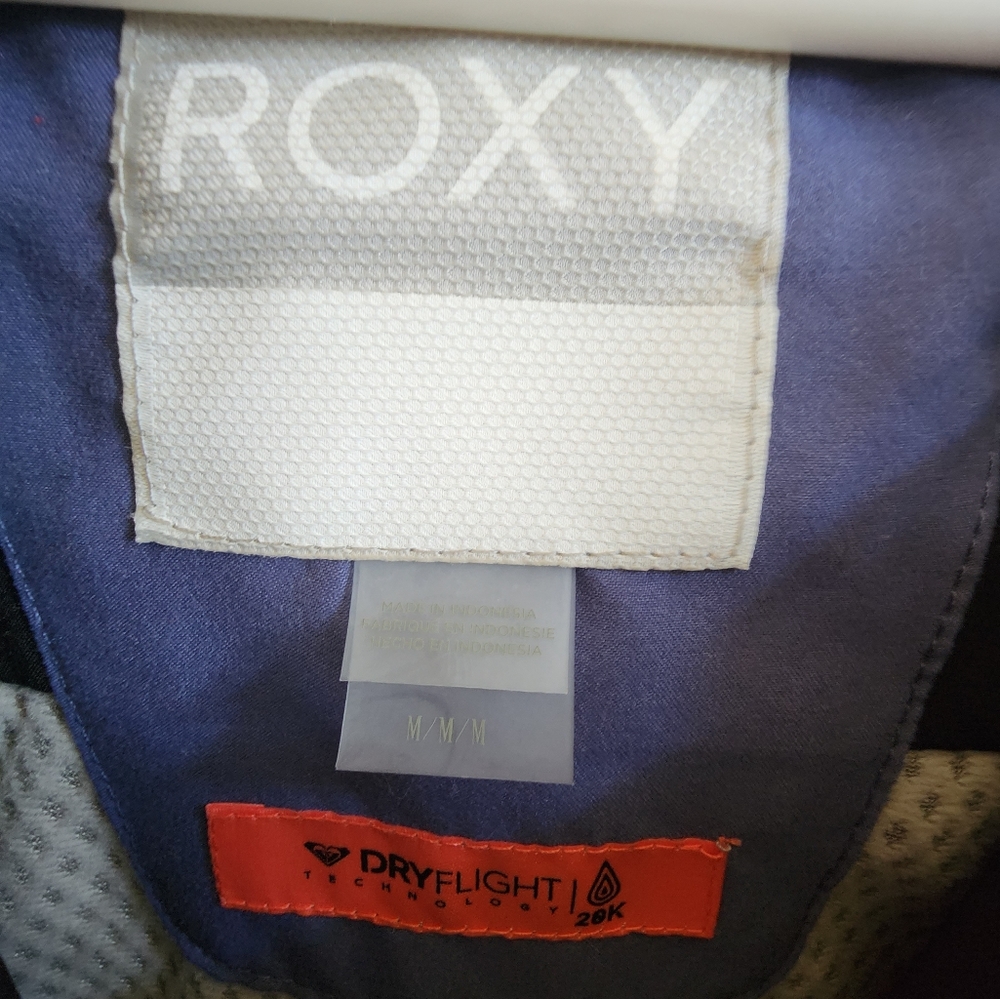 ROXY
MADE IN INDONESIA
FABRIQUÉ EN INDONESIE
HECHO EN INDONESIA
M/M/M
DRYFLIGHT
TECHNOLOGY
20K